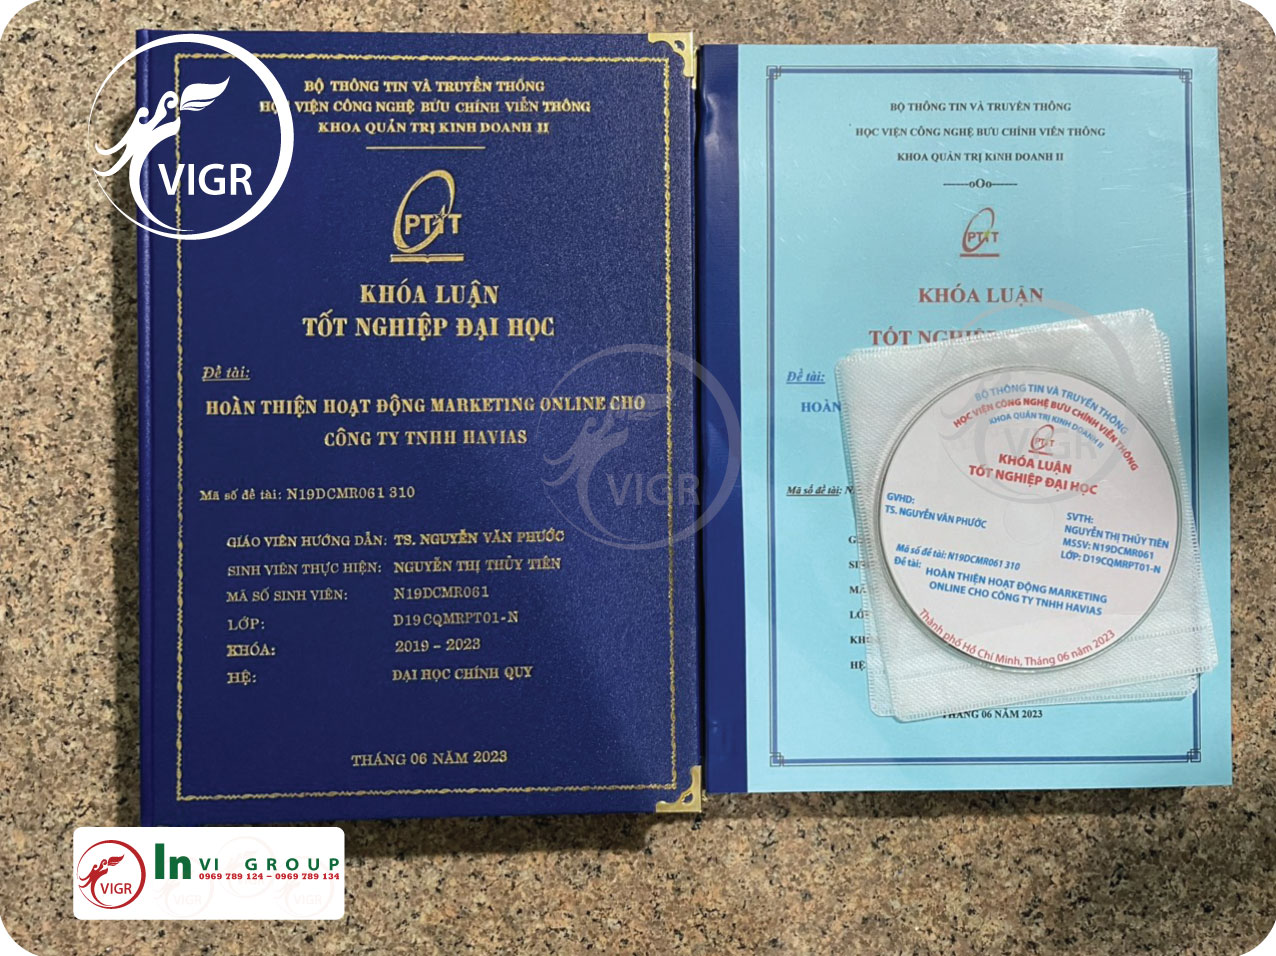 VIGR
BỘ THÔNG TIN VÀ TRUYỀN THÔNG
HỌC VIỆN CÔNG NGHỆ BƯU CHÍNH VIỄN THÔNG
KHOA QUẢN TRỊ KINH DOANH II
PTIT
KHÓA LUẬN
TỐT NGHIỆP ĐẠI HỌC
Đề tài:
HOÀN THIỆN HOẠT ĐỘNG MARKETING ONLINE CHO
CÔNG TY TNHH HAVIAS
Mã số đề tài: N19DCMR061 310
GIÁO VIÊN HƯỚNG DẪN: TS. NGUYỄN VĂN PHƯỚC
SINH VIÊN THỰC HIỆN: NGUYỄN THỊ THỦY TIÊN
MÃ SỐ SINH VIÊN: N19DCMR061
LỚP: D19CQMRPT01-N
KHÓA: 2019 - 2023
HỆ: ĐẠI HỌC CHÍNH QUY
THÁNG 06 NĂM 2023
BỘ THÔNG TIN VÀ TRUYỀN THÔNG
HỌC VIỆN CÔNG NGHỆ BƯU CHÍNH VIỄN THÔNG
KHOA QUẢN TRỊ KINH DOANH II
-------oOo-------
PTIT
KHÓA LUẬN
TỐT NGHIỆP
Đề tài:
HOÀN
Mã số đề tài: N
LỚP
HỆ
THÁNG 06 NĂM 2023
BỘ THÔNG TIN VÀ TRUYỀN THÔNG
HỌC VIỆN CÔNG NGHỆ BƯU CHÍNH VIỄN THÔNG
KHOA QUẢN TRỊ KINH DOANH II
PTIT
KHÓA LUẬN
TỐT NGHIỆP ĐẠI HỌC
GVHD:
TS. NGUYỄN VĂN PHƯỚC
SVTH:
NGUYỄN THỊ THỦY TIÊN
MSSV: N19DCMR061
LỚP: D19CQMRPT01-N
Mã số đề tài: N19DCMR061 310
Đề tài: HOÀN THIỆN HOẠT ĐỘNG MARKETING
ONLINE CHO CÔNG TY TNHH HAVIAS
Thành phố Hồ Chí Minh, Tháng 06 năm 2023
VIGR
VIGR
VIGR
In VI GROUP
0969 789 124 – 0969 789 134